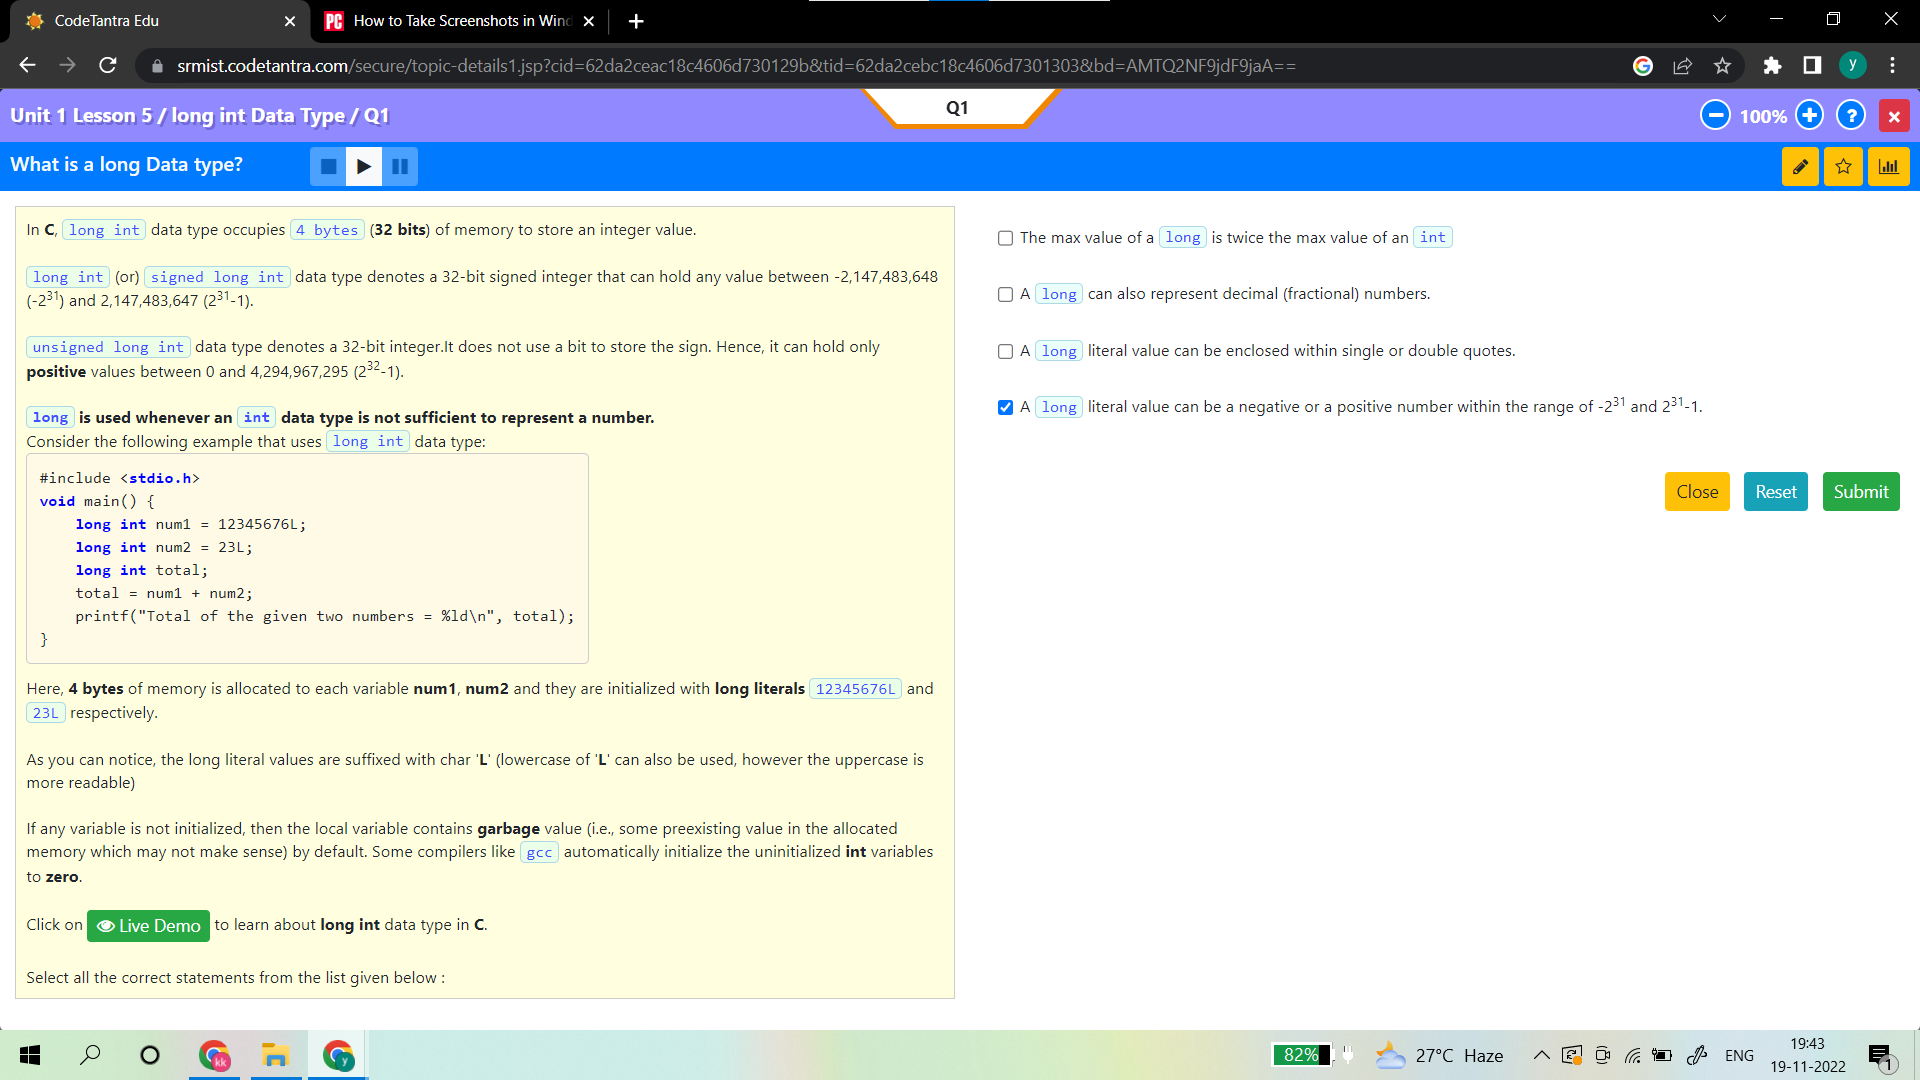 CodeTantra Edu
PC How to Take Screenshots in Wind
srmist.codetantra.com/secure/topic-details1.jsp?cid=62da2ceac18c4606d730129b&tid=62da2cebc18c4606d7301303&bd=AMTQ2NF9jdF9jaA==
y
Unit 1 Lesson 5 / long int Data Type / Q1
Q1
100%
?
What is a long Data type?
In C, long int data type occupies 4 bytes (32 bits) of memory to store an integer value.
long int (or) signed long int data type denotes a 32-bit signed integer that can hold any value between -2,147,483,648
(-2³¹) and 2,147,483,647 (2³¹-1).
unsigned long int data type denotes a 32-bit integer.It does not use a bit to store the sign. Hence, it can hold only
positive values between 0 and 4,294,967,295 (2³²-1).
long is used whenever an int data type is not sufficient to represent a number.
Consider the following example that uses long int data type:
#include <stdio.h>
void main() {
    long int num1 = 12345676L;
    long int num2 = 23L;
    long int total;
    total = num1 + num2;
    printf("Total of the given two numbers = %ld\n", total);
}
Here, 4 bytes of memory is allocated to each variable num1, num2 and they are initialized with long literals 12345676L and
23L respectively.
As you can notice, the long literal values are suffixed with char 'L' (lowercase of 'L' can also be used, however the uppercase is
more readable)
If any variable is not initialized, then the local variable contains garbage value (i.e., some preexisting value in the allocated
memory which may not make sense) by default. Some compilers like gcc automatically initialize the uninitialized int variables
to zero.
Click on Live Demo to learn about long int data type in C.
Select all the correct statements from the list given below :
The max value of a long is twice the max value of an int
A long can also represent decimal (fractional) numbers.
A long literal value can be enclosed within single or double quotes.
A long literal value can be a negative or a positive number within the range of -2³¹ and 2³¹-1.
Close
Reset
Submit
kk
y
82%
27°C Haze
ENG
19:43
19-11-2022
1